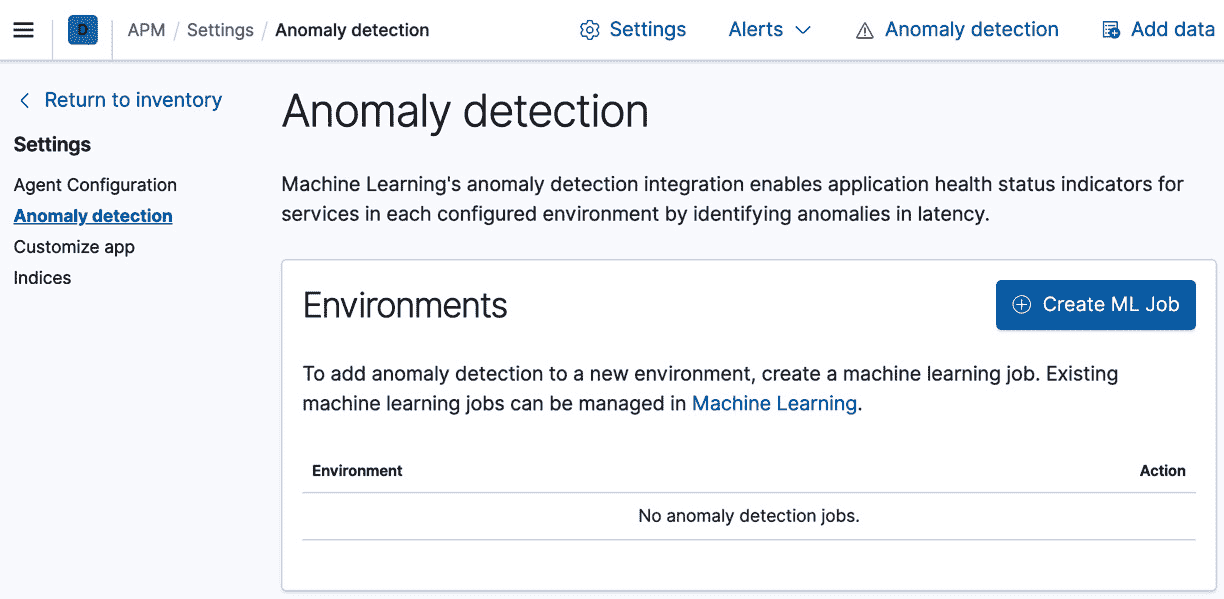 D APM / Settings / Anomaly detection Settings Alerts Anomaly detection Add data
Return to inventory
Settings
Agent Configuration
Anomaly detection
Customize app
Indices
Anomaly detection
Machine Learning's anomaly detection integration enables application health status indicators for
services in each configured environment by identifying anomalies in latency.
Environments
Create ML Job
To add anomaly detection to a new environment, create a machine learning job. Existing
machine learning jobs can be managed in Machine Learning.
Environment Action
No anomaly detection jobs.